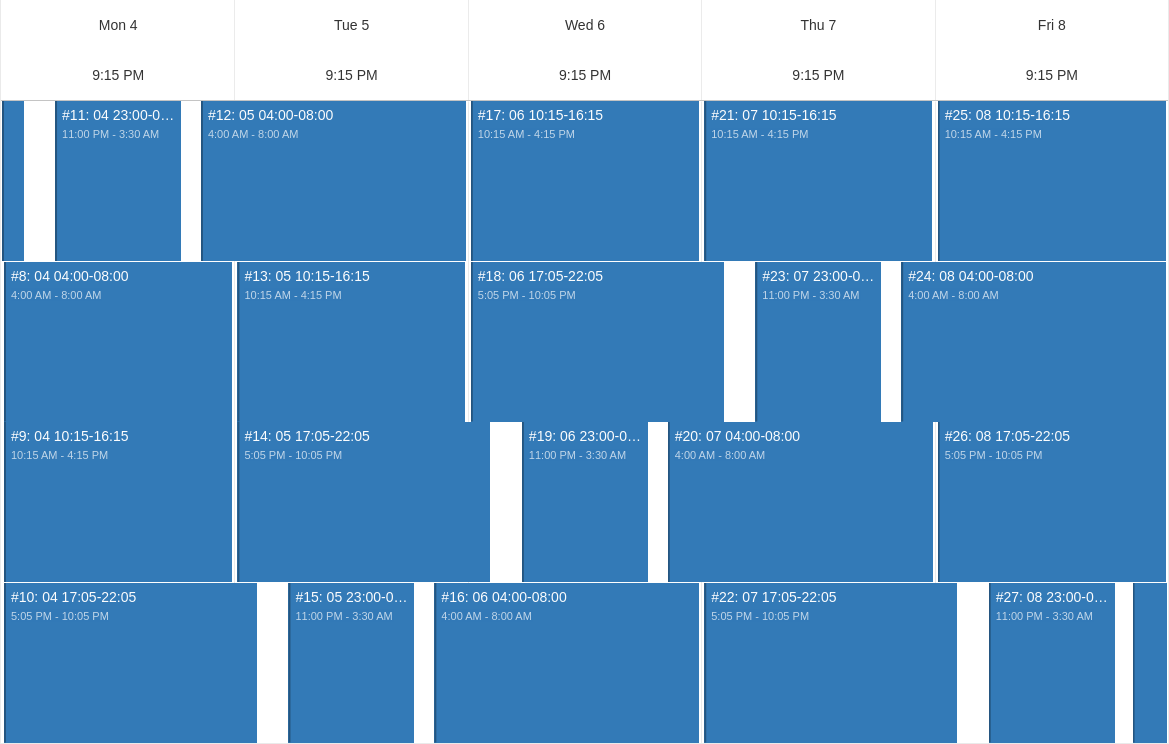 Mon 4
Tue 5
Wed 6
Thu 7
Fri 8
9:15 PM
9:15 PM
9:15 PM
9:15 PM
9:15 PM
#11: 04 23:00-0…
11:00 PM - 3:30 AM
#12: 05 04:00-08:00
4:00 AM - 8:00 AM
#17: 06 10:15-16:15
10:15 AM - 4:15 PM
#21: 07 10:15-16:15
10:15 AM - 4:15 PM
#25: 08 10:15-16:15
10:15 AM - 4:15 PM
#8: 04 04:00-08:00
4:00 AM - 8:00 AM
#13: 05 10:15-16:15
10:15 AM - 4:15 PM
#18: 06 17:05-22:05
5:05 PM - 10:05 PM
#23: 07 23:00-0…
11:00 PM - 3:30 AM
#24: 08 04:00-08:00
4:00 AM - 8:00 AM
#9: 04 10:15-16:15
10:15 AM - 4:15 PM
#14: 05 17:05-22:05
5:05 PM - 10:05 PM
#19: 06 23:00-0…
11:00 PM - 3:30 AM
#20: 07 04:00-08:00
4:00 AM - 8:00 AM
#26: 08 17:05-22:05
5:05 PM - 10:05 PM
#10: 04 17:05-22:05
5:05 PM - 10:05 PM
#15: 05 23:00-0…
11:00 PM - 3:30 AM
#16: 06 04:00-08:00
4:00 AM - 8:00 AM
#22: 07 17:05-22:05
5:05 PM - 10:05 PM
#27: 08 23:00-0…
11:00 PM - 3:30 AM